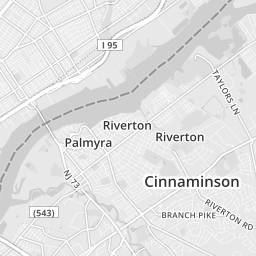 I 95
TAYLORS LN
Riverton
Riverton
Palmyra
NJ 73
Cinnaminson
(543)
BRANCH PIKE
RIVERTON RD